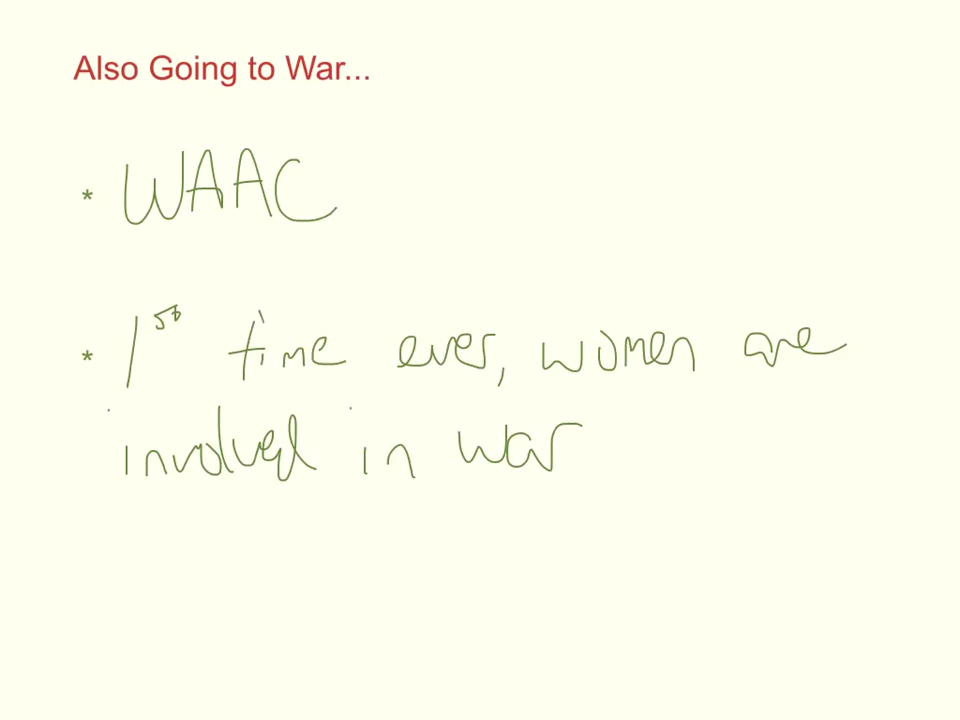 Also Going to War...
* WAAC
* 1st time ever, women are
involved in war